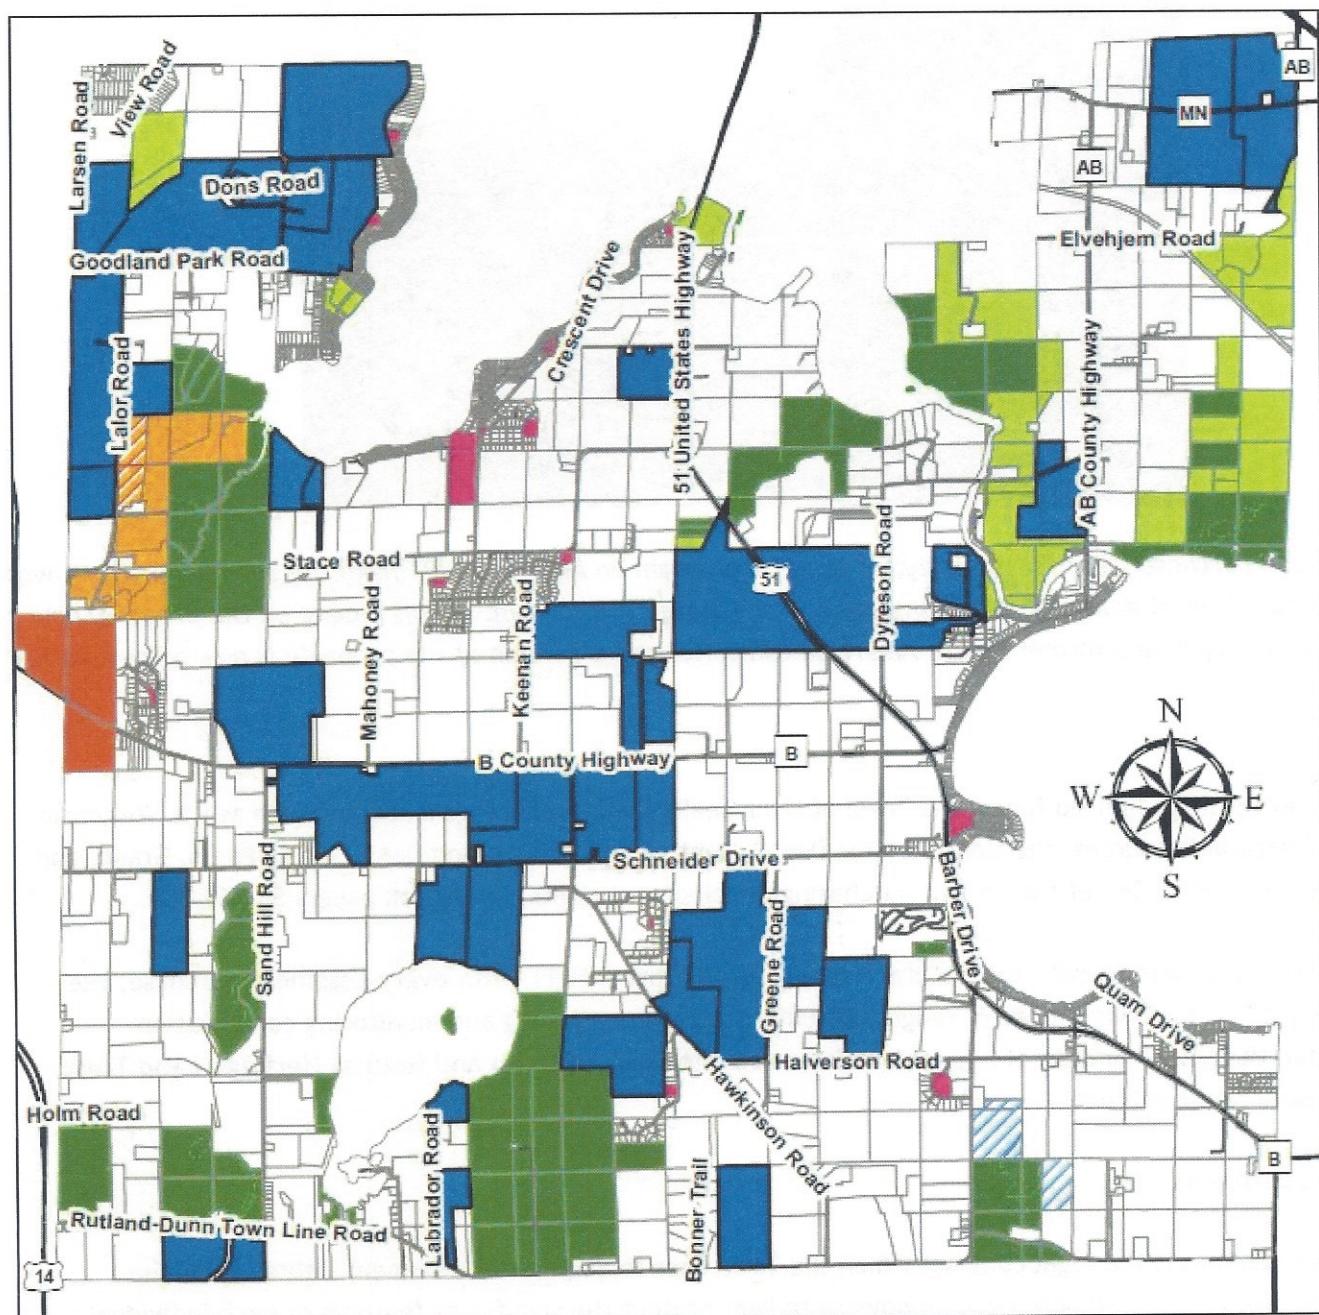 Larsen Road
View Road
AB
MN
AB
Dons Road
Elvehjem Road
Goodland Park Road
Crescent Drive
51 United States Highway
Lalor Road
AB County Highway
Stace Road
51
Dyreson Road
Mahoney Road
Keenan Road
B County Highway
B
N
W
E
S
Schneider Drive
Sand Hill Road
Greene Road
Barber Drive
Quam Drive
Halverson Road
Hawkinson Road
Holm Road
Labrador Road
Bonner Trail
B
Rutland-Dunn Town Line Road
14